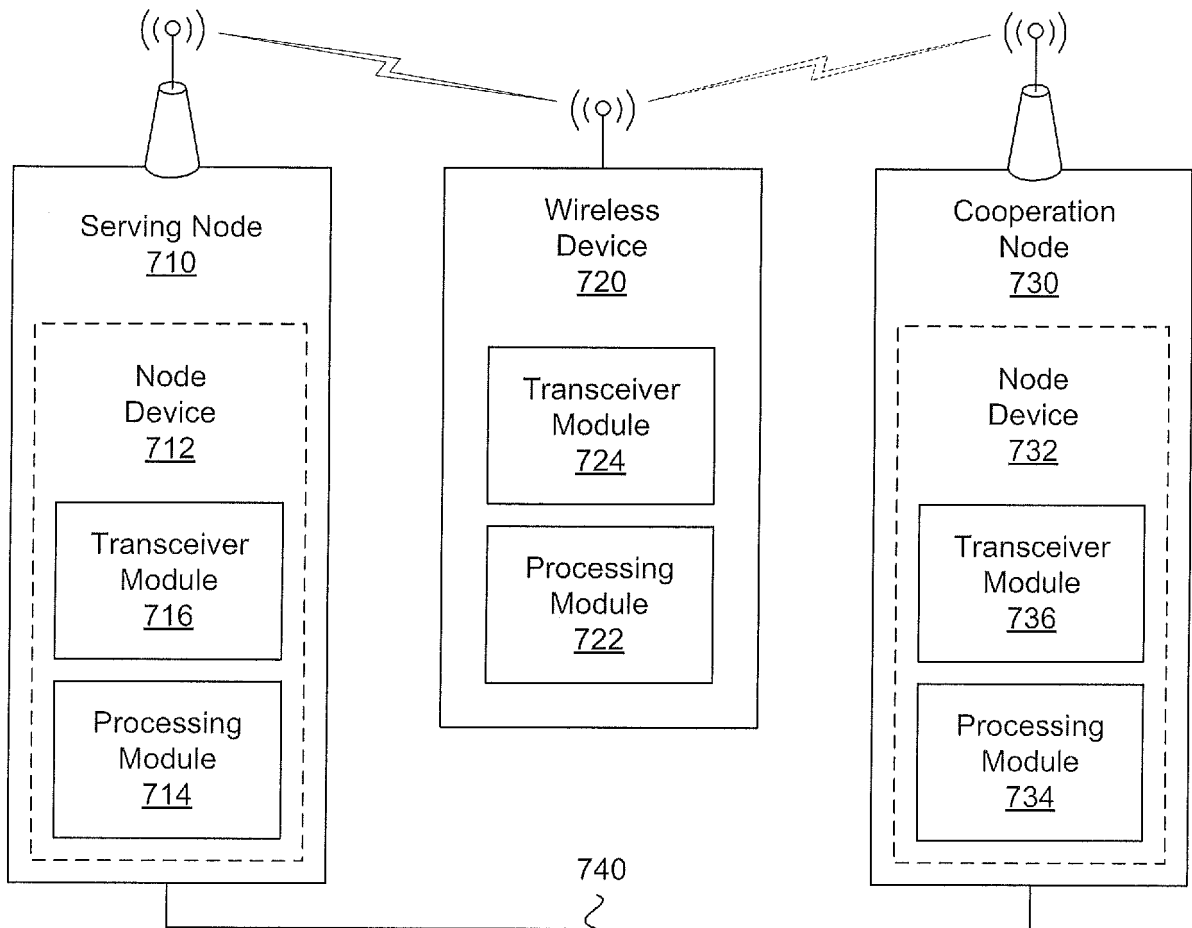 Serving Node
710
Node
Device
712
Transceiver
Module
716
Processing
Module
714
Wireless
Device
720
Transceiver
Module
724
Processing
Module
722
Cooperation
Node
730
Node
Device
732
Transceiver
Module
736
Processing
Module
734
740